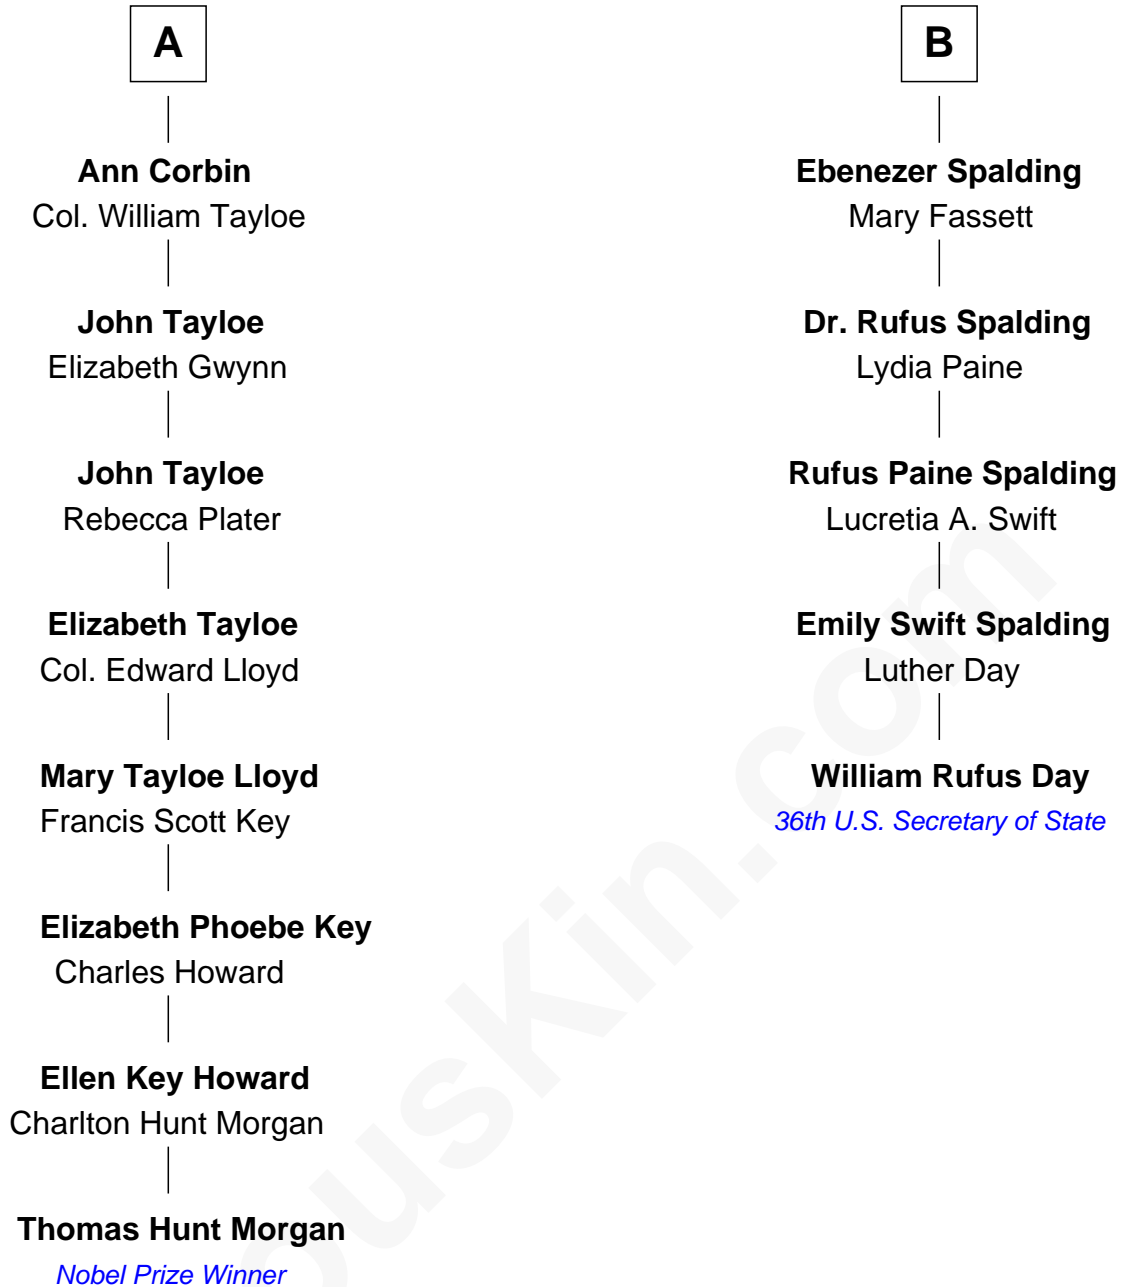 A
Ann Corbin
Col. William Tayloe
John Tayloe
Elizabeth Gwynn
John Tayloe
Rebecca Plater
Elizabeth Tayloe
Col. Edward Lloyd
Mary Tayloe Lloyd
Francis Scott Key
Elizabeth Phoebe Key
Charles Howard
Ellen Key Howard
Charlton Hunt Morgan
Thomas Hunt Morgan
Nobel Prize Winner
B
Ebenezer Spalding
Mary Fassett
Dr. Rufus Spalding
Lydia Paine
Rufus Paine Spalding
Lucretia A. Swift
Emily Swift Spalding
Luther Day
William Rufus Day
36th U.S. Secretary of State
ousKin.com